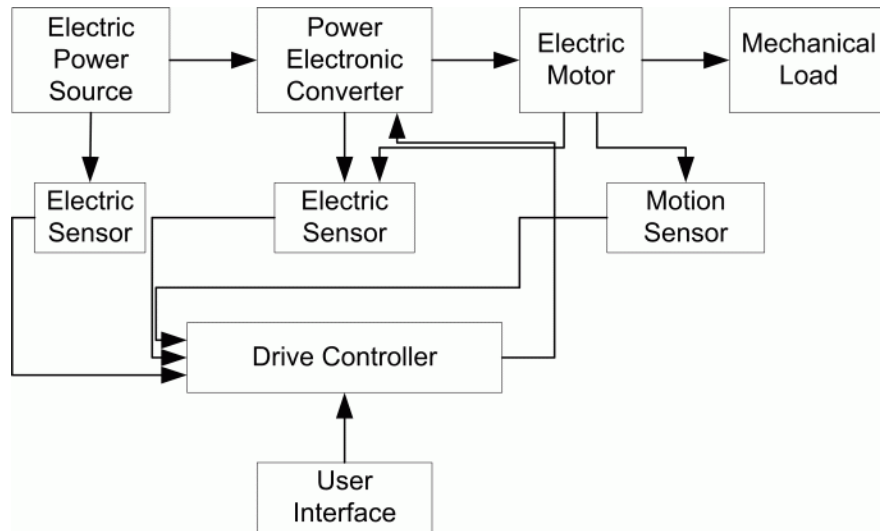 Electric
Power
Source
Power
Electronic
Converter
Electric
Motor
Mechanical
Load
Electric
Sensor
Electric
Sensor
Motion
Sensor
Drive Controller
User
Interface